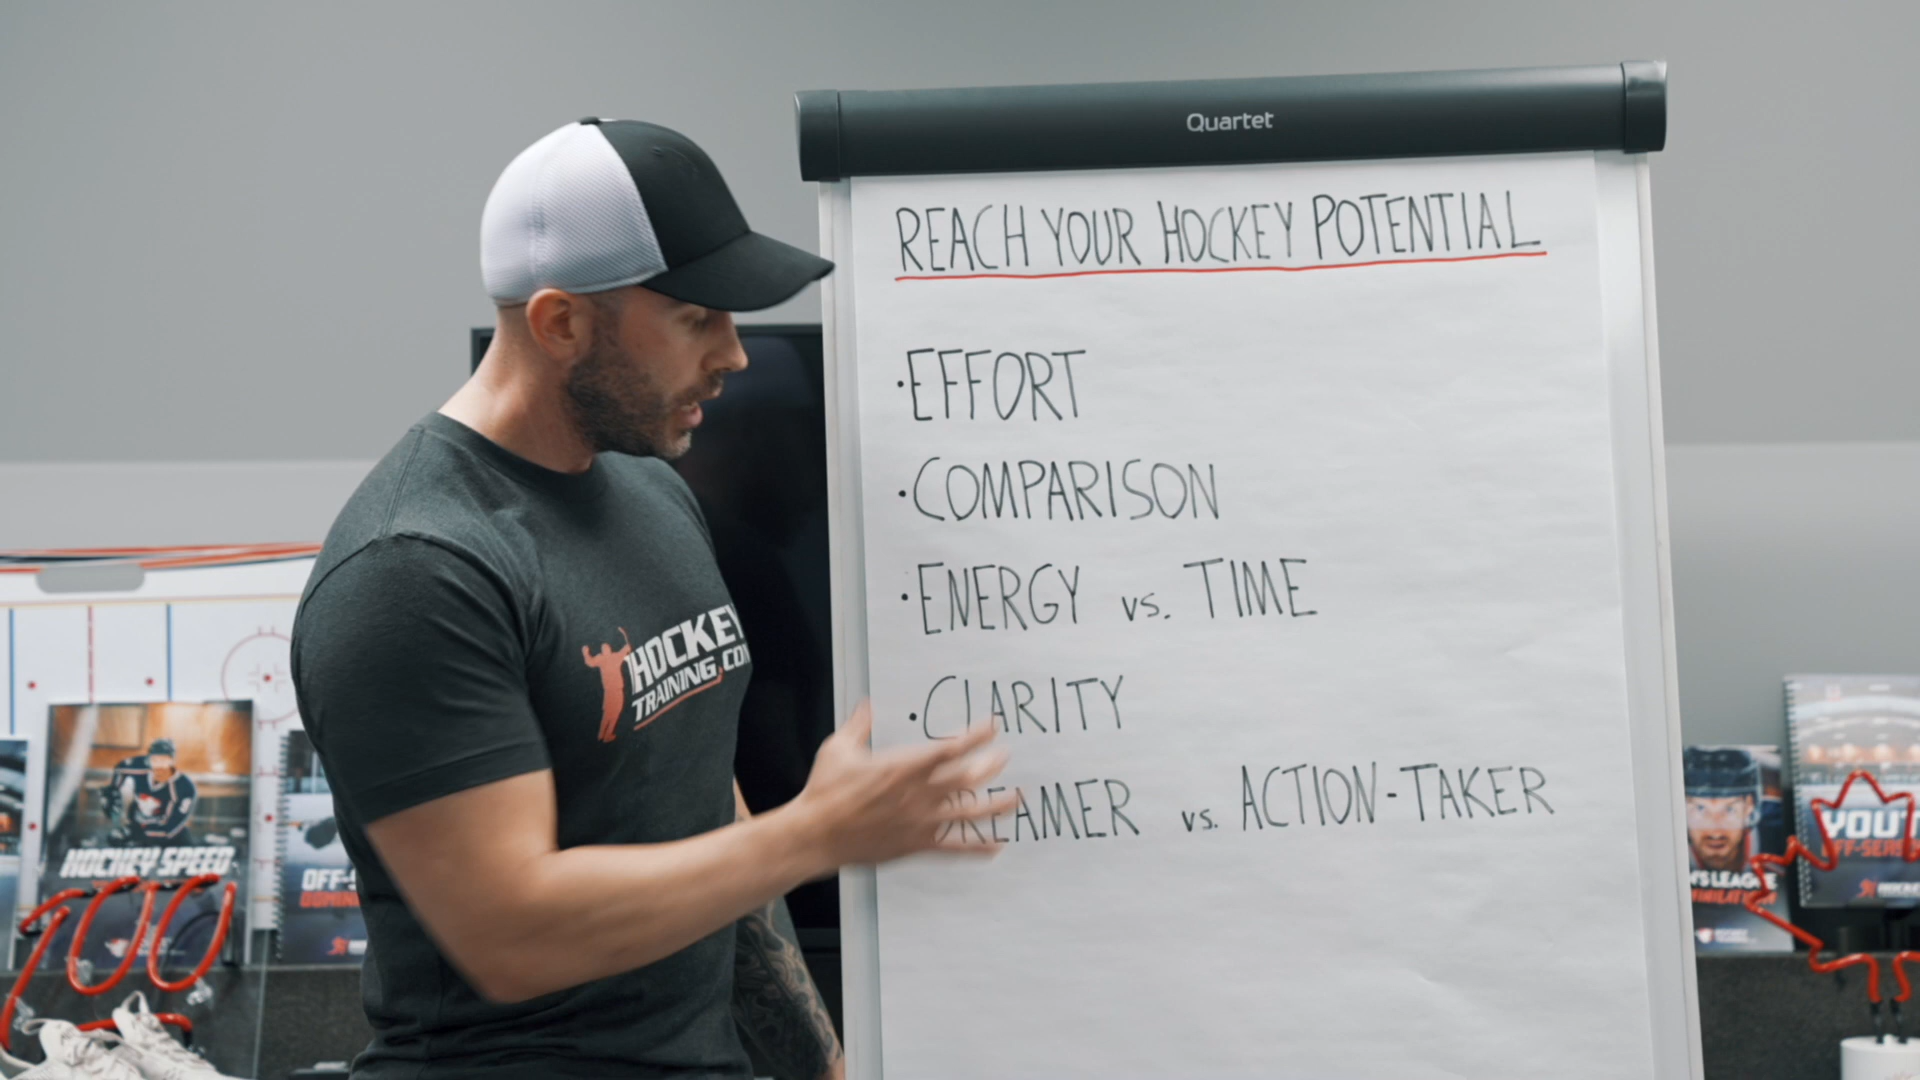 Quartet
REACH YOUR HOCKEY POTENTIAL
·EFFORT
·COMPARISON
·ENERGY vs. TIME
·CLARITY
DREAMER vs. ACTION-TAKER
HOCKEY
TRAINING.COM
HOCKEY SPEED